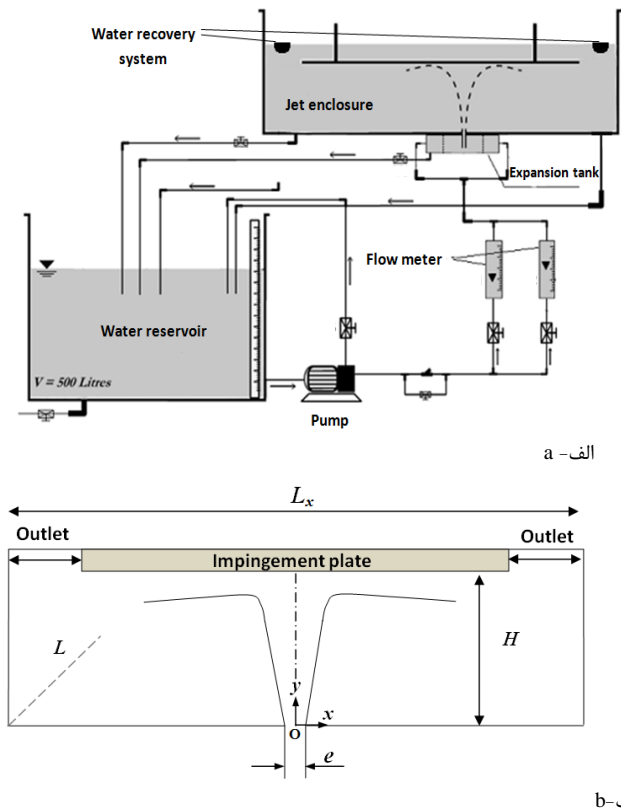 Water recovery
system
Jet enclosure
Expansion tank
Flow meter
Water reservoir
V = 500 Litres
Pump
الف- a
Lx
Outlet
Outlet
Impingement plate
L
H
y
x
O
e
b-